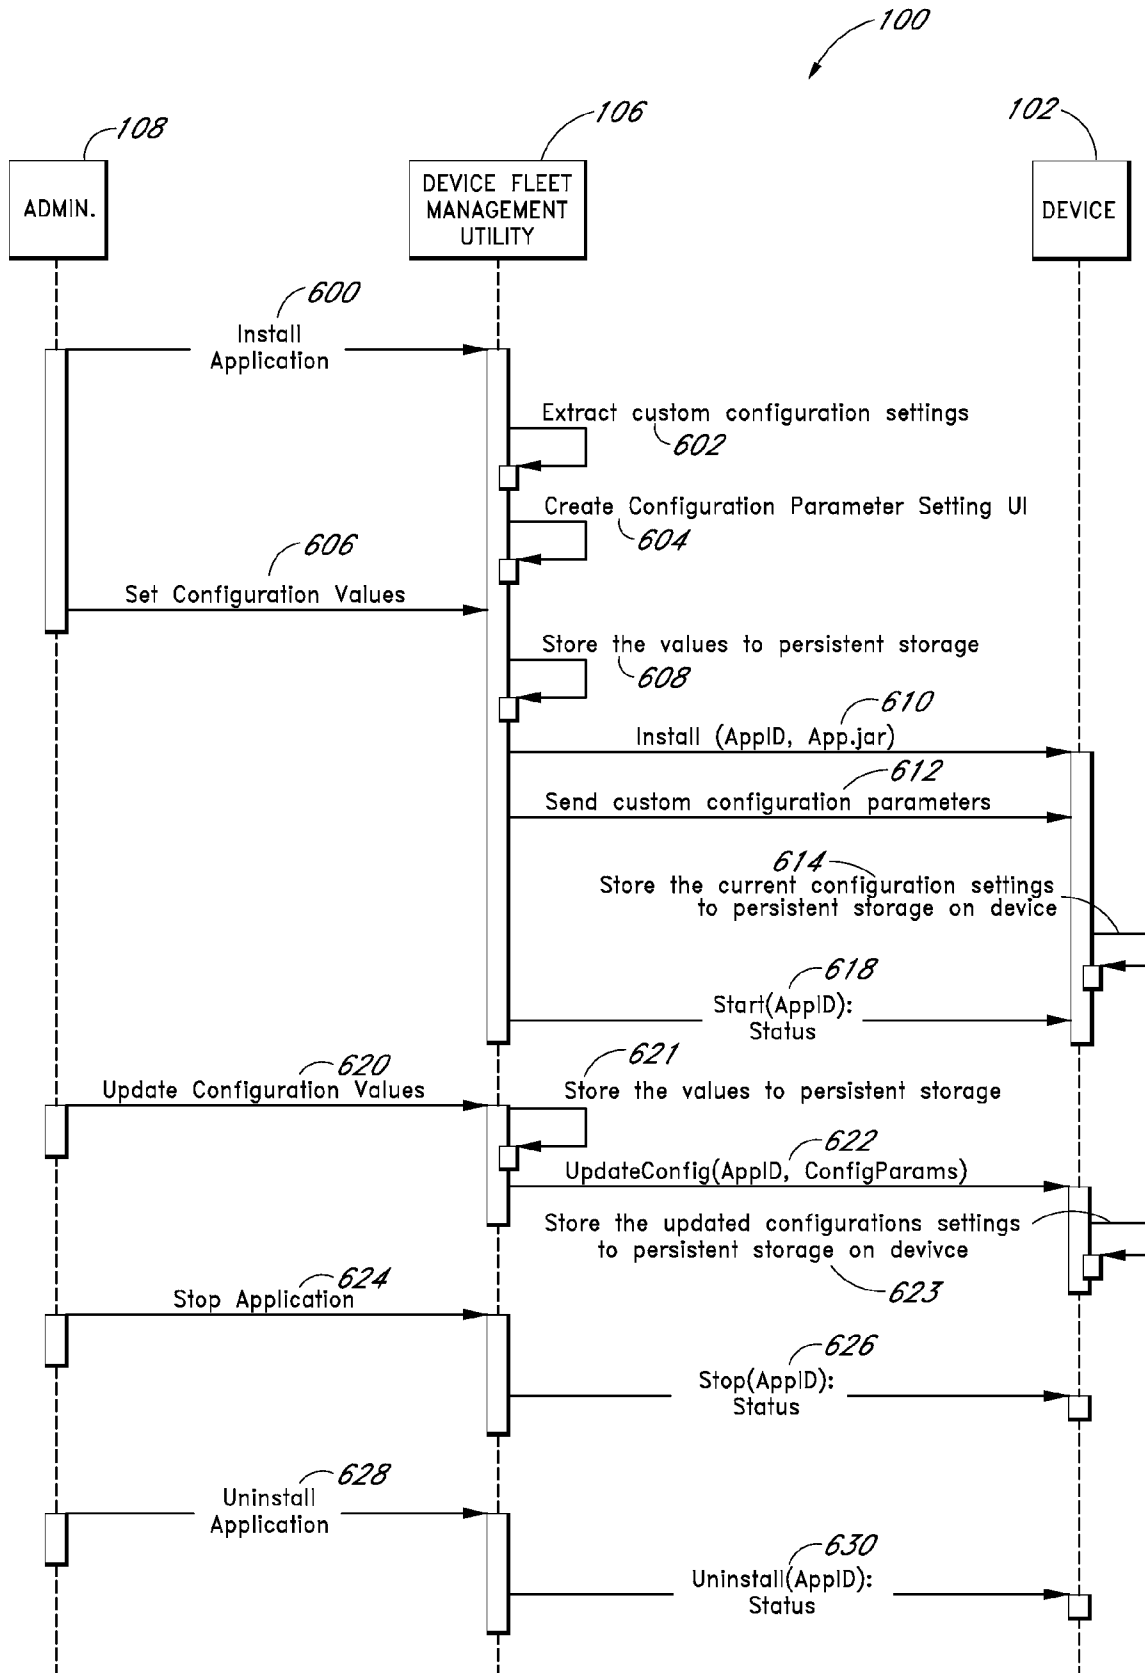 100
108
106
102
ADMIN.
DEVICE FLEET
MANAGEMENT
UTILITY
DEVICE
600
Install
Application
Extract custom configuration settings
602
Create Configuration Parameter Setting UI
604
606
Set Configuration Values
Store the values to persistent storage
608
610
Install (AppID, App.jar)
612
Send custom configuration parameters
614
Store the current configuration settings
to persistent storage on device
618
Start(AppID):
Status
620
Update Configuration Values
621
Store the values to persistent storage
622
UpdateConfig(AppID, ConfigParams)
Store the updated configurations settings
to persistent storage on devivce
623
624
Stop Application
626
Stop(AppID):
Status
628
Uninstall
Application
630
Uninstall(AppID):
Status